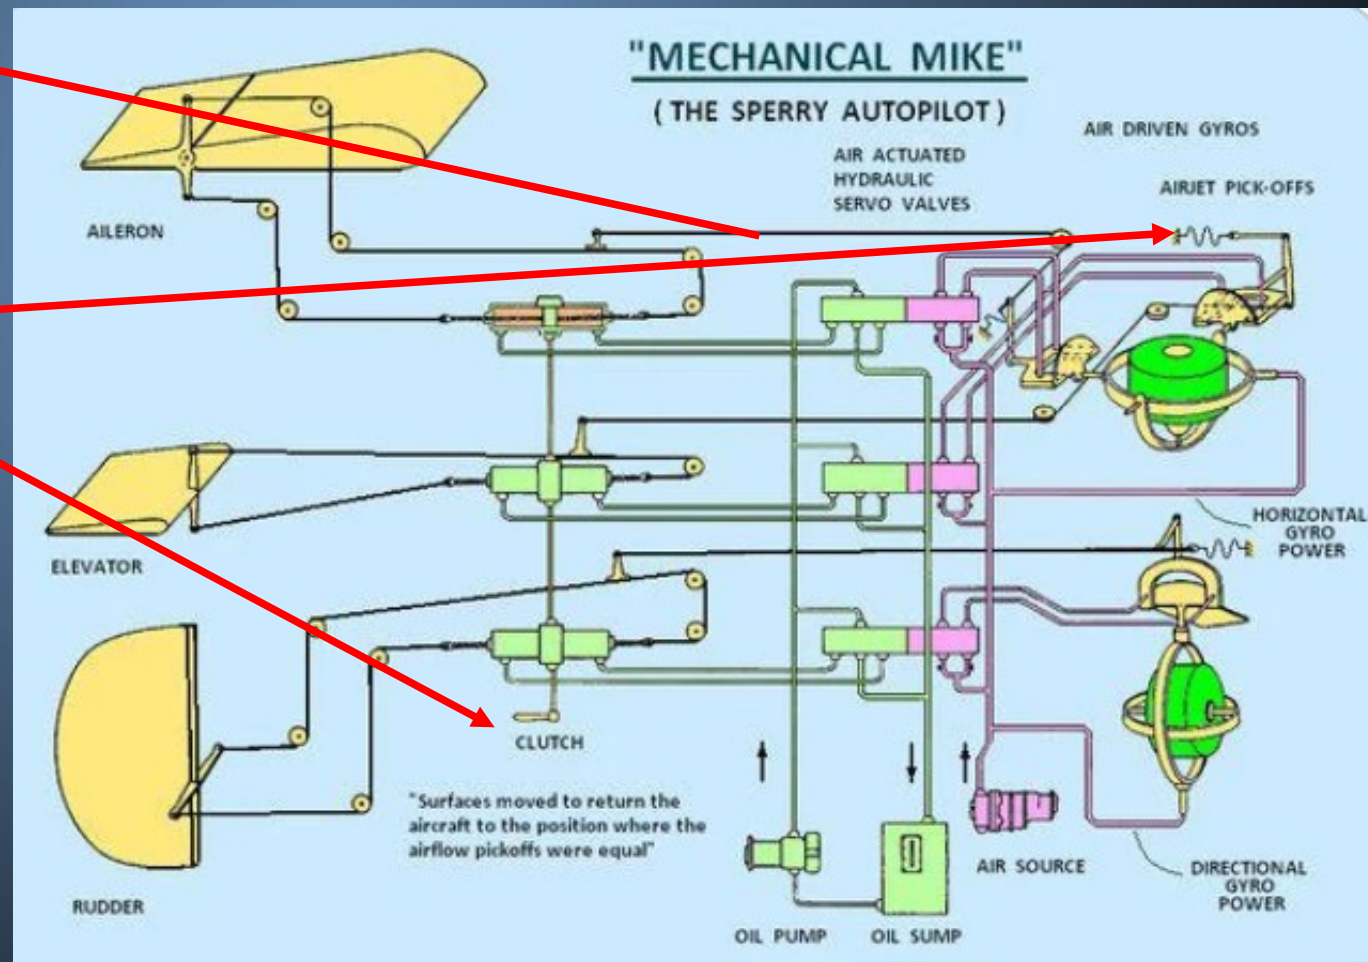 "MECHANICAL MIKE"
( THE SPERRY AUTOPILOT )
AIR DRIVEN GYROS
AIR ACTUATED
HYDRAULIC
SERVO VALVES
AIRJET PICK-OFFS
AILERON
ELEVATOR
HORIZONTAL
GYRO
POWER
CLUTCH
"Surfaces moved to return the
aircraft to the position where the
airflow pickoffs were equal"
RUDDER
OIL PUMP
OIL SUMP
AIR SOURCE
DIRECTIONAL
GYRO
POWER